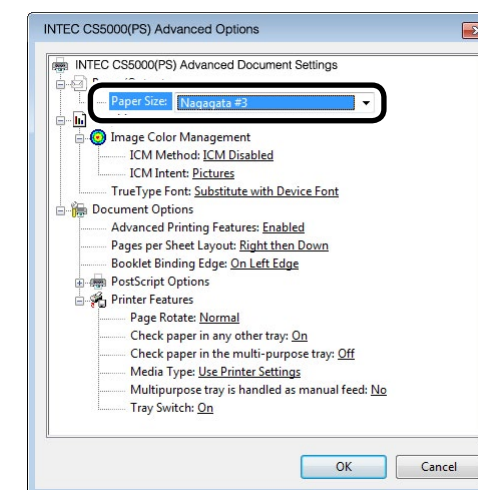 INTEC CS5000(PS) Advanced Options
INTEC CS5000(PS) Advanced Document Settings
Paper Size: Nagagata #3
Image Color Management
ICM Method: ICM Disabled
ICM Intent: Pictures
TrueType Font: Substitute with Device Font
Document Options
Advanced Printing Features: Enabled
Pages per Sheet Layout: Right then Down
Booklet Binding Edge: On Left Edge
PostScript Options
Printer Features
Page Rotate: Normal
Check paper in any other tray: On
Check paper in the multi-purpose tray: Off
Media Type: Use Printer Settings
Multipurpose tray is handled as manual feed: No
Tray Switch: On
OK Cancel